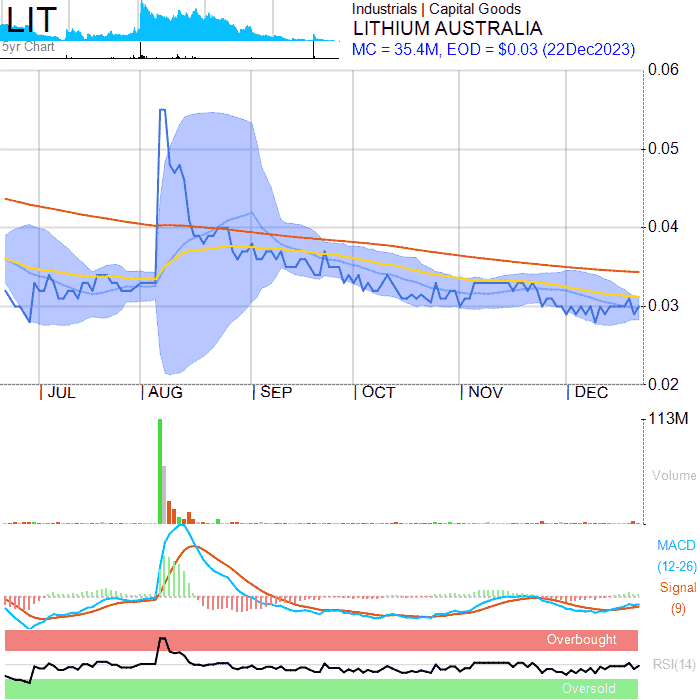 LIT
5yr Chart
Industrials | Capital Goods
LITHIUM AUSTRALIA
MC = 35.4M, EOD = $0.03 (22Dec2023)
0.06
0.05
0.04
0.03
0.02
JUL AUG SEP OCT NOV DEC
113M
Volume
MACD
(12-26)
Signal
(9)
Overbought
RSI(14)
Oversold